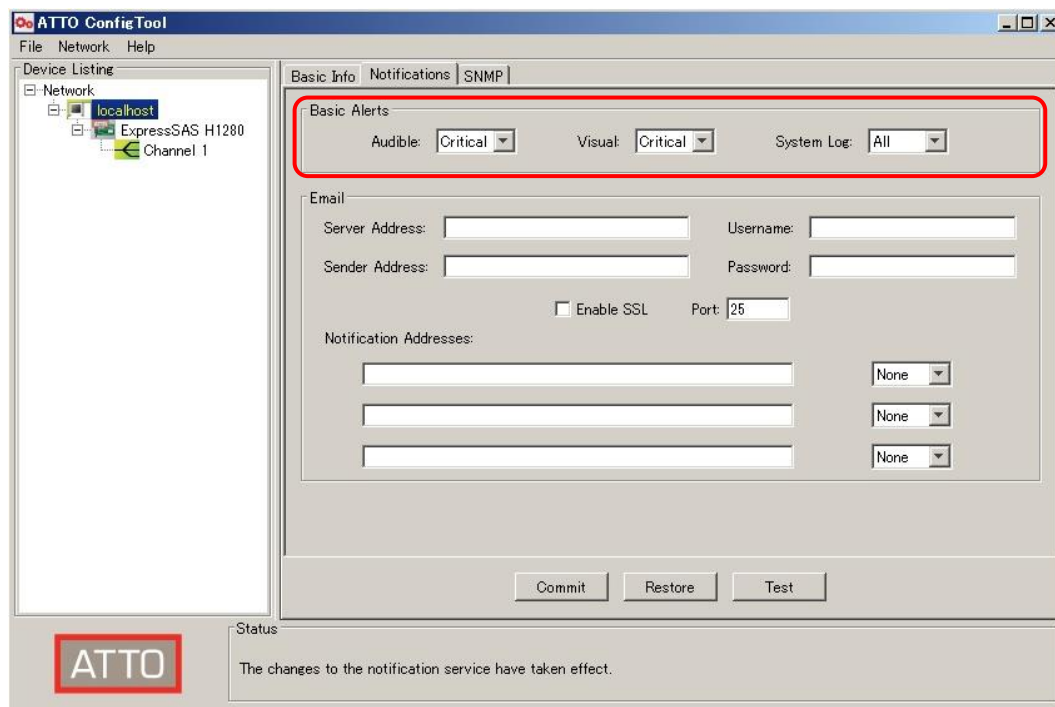 ATTO ConfigTool
File Network Help
Device Listing
Network
localhost
ExpressSAS H1280
Channel 1
Basic Info Notifications SNMP
Basic Alerts
Audible: Critical Visual: Critical System Log: All
Email
Server Address: Username:
Sender Address: Password:
Enable SSL Port: 25
Notification Addresses:
None
None
None
Commit Restore Test
Status
ATTO
The changes to the notification service have taken effect.